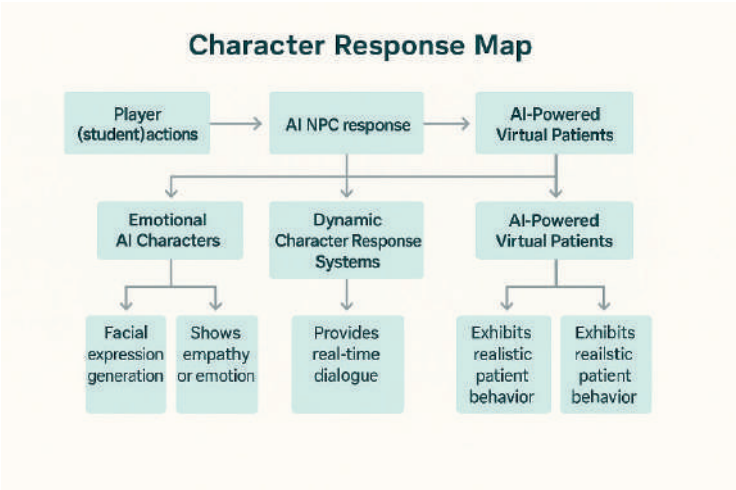 Character Response Map
Player
(student)actions
AI NPC response
AI-Powered
Virtual Patients
Emotional
AI Characters
Dynamic
Character Response
Systems
AI-Powered
Virtual Patients
Facial
expression
generation
Shows
empathy
or emotion
Provides
real-time
dialogue
Exhibits
realistic
patient
behavior
Exhibits
reailstic
patient
behavior